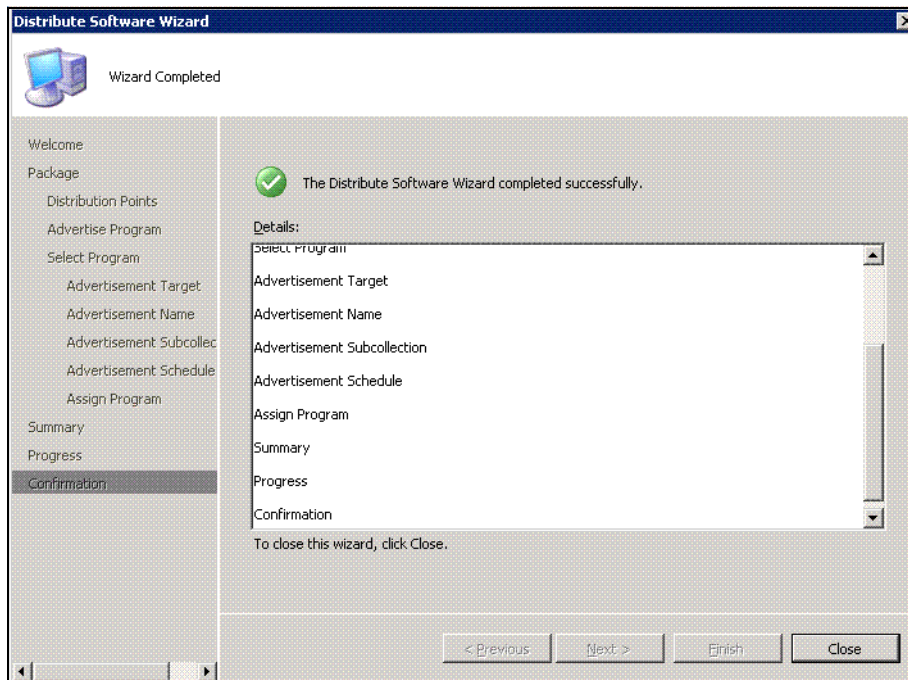 Distribute Software Wizard
Wizard Completed
Welcome
Package
Distribution Points
Advertise Program
Select Program
Advertisement Target
Advertisement Name
Advertisement Subcollec
Advertisement Schedule
Assign Program
Summary
Progress
Confirmation
The Distribute Software Wizard completed successfully.
Details:
Select Program
Advertisement Target
Advertisement Name
Advertisement Subcollection
Advertisement Schedule
Assign Program
Summary
Progress
Confirmation
To close this wizard, click Close.
< Previous
Next >
Finish
Close